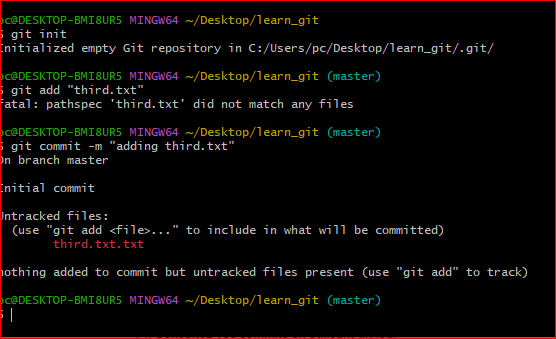 pc@DESKTOP-BMI8UR5 MINGW64 ~/Desktop/learn_git
$ git init
Initialized empty Git repository in C:/Users/pc/Desktop/learn_git/.git/
pc@DESKTOP-BMI8UR5 MINGW64 ~/Desktop/learn_git (master)
$ git add "third.txt"
fatal: pathspec 'third.txt' did not match any files
pc@DESKTOP-BMI8UR5 MINGW64 ~/Desktop/learn_git (master)
$ git commit -m "adding third.txt"
On branch master
Initial commit
Untracked files:
(use "git add <file>..." to include in what will be committed)
third.txt.txt
nothing added to commit but untracked files present (use "git add" to track)
pc@DESKTOP-BMI8UR5 MINGW64 ~/Desktop/learn_git (master)
$